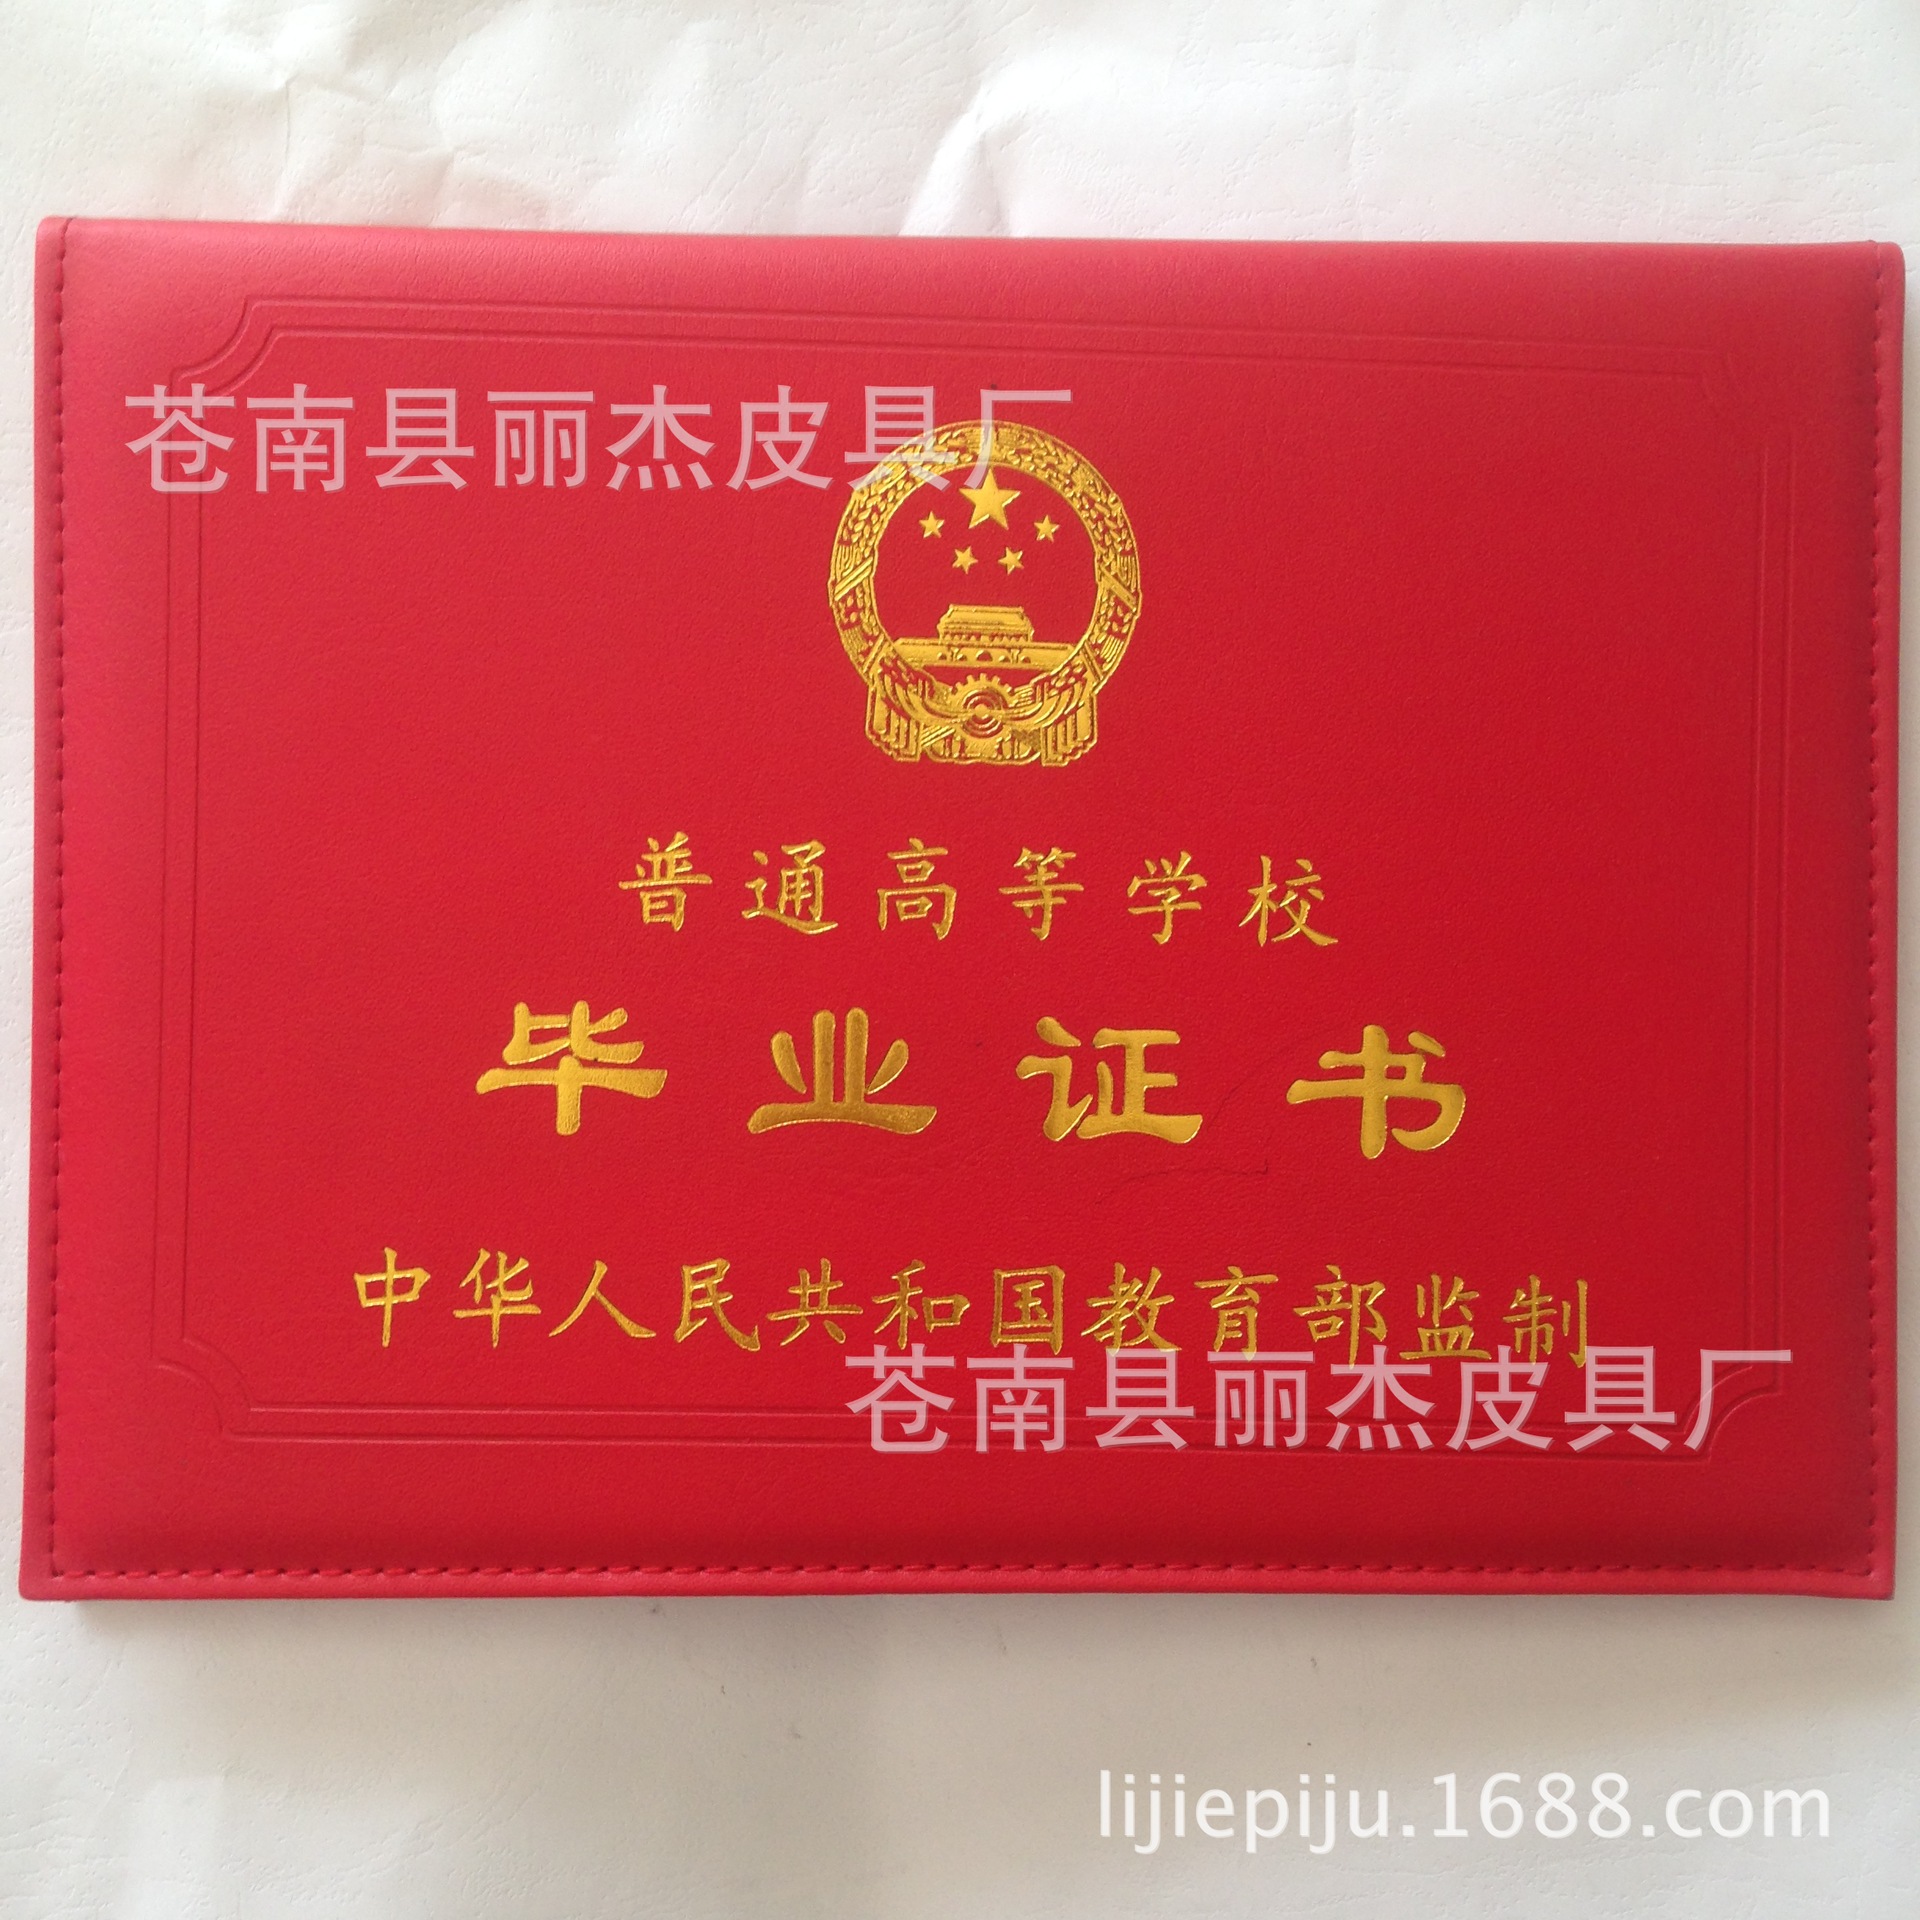 苍南县丽杰皮具厂
普通高等学校
毕业证书
中华人民共和国教育部监制
苍南县丽杰皮具厂
lijiepiju.1688.com